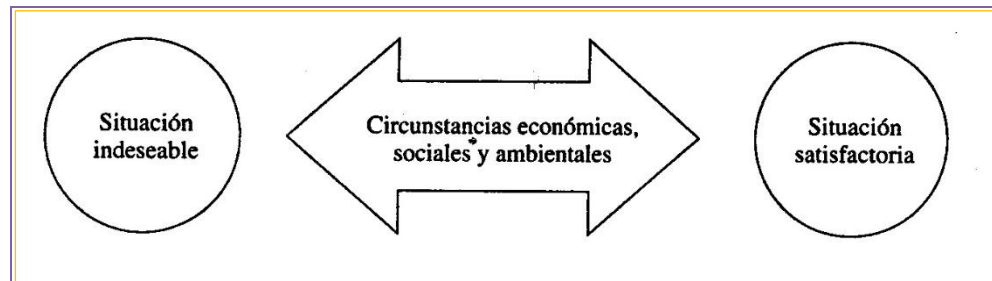 Situación
indeseable
Circunstancias económicas,
sociales y ambientales
Situación
satisfactoria